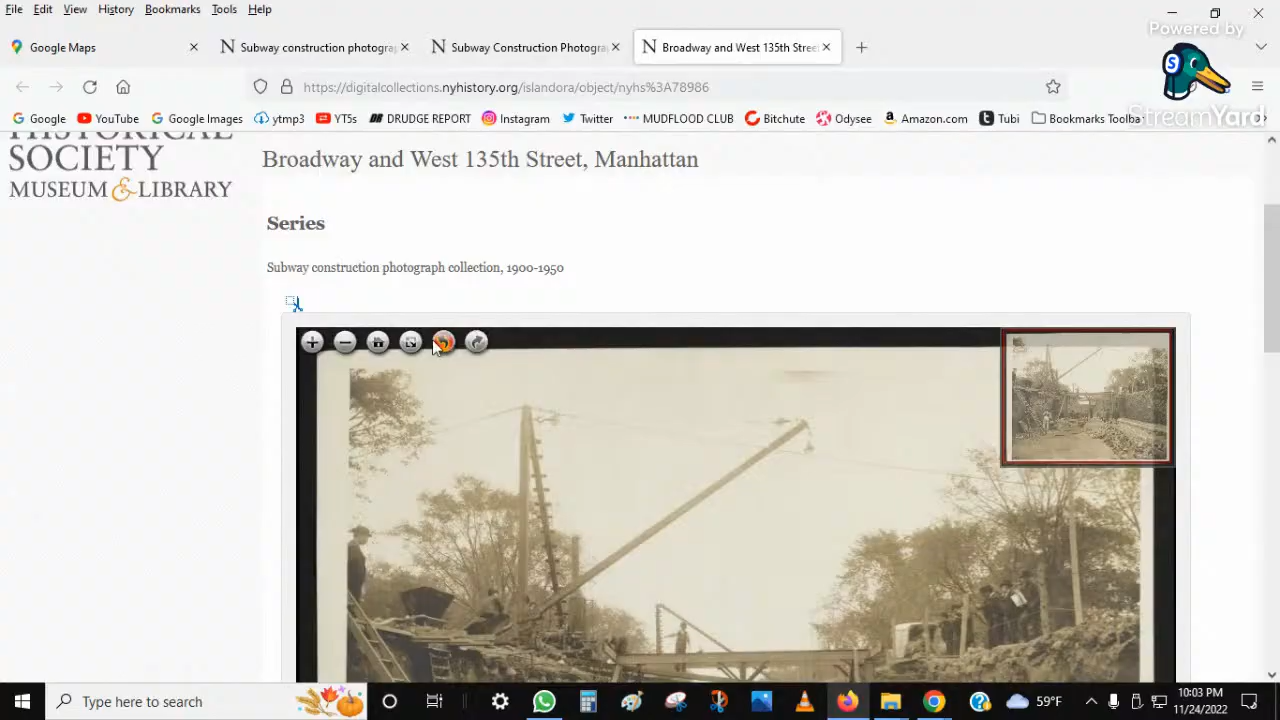 File Edit View History Bookmarks Tools Help
Powered by
Google Maps
Subway construction photogra
Subway Construction Photogra
Broadway and West 135th Stree
https://digitalcollections.nyhistory.org/islandora/object/nyhs%3A78986
StreamYard
Google YouTube Google Images ytmp3 YT5s DRUDGE REPORT Instagram Twitter MUDFLOOD CLUB Bitchute Odysee Amazon.com Tubi Bookmarks Toolba
HISTORICAL
SOCIETY
MUSEUM & LIBRARY
Broadway and West 135th Street, Manhattan
Series
Subway construction photograph collection, 1900-1950
Type here to search
59°F
10:03 PM
11/24/2022